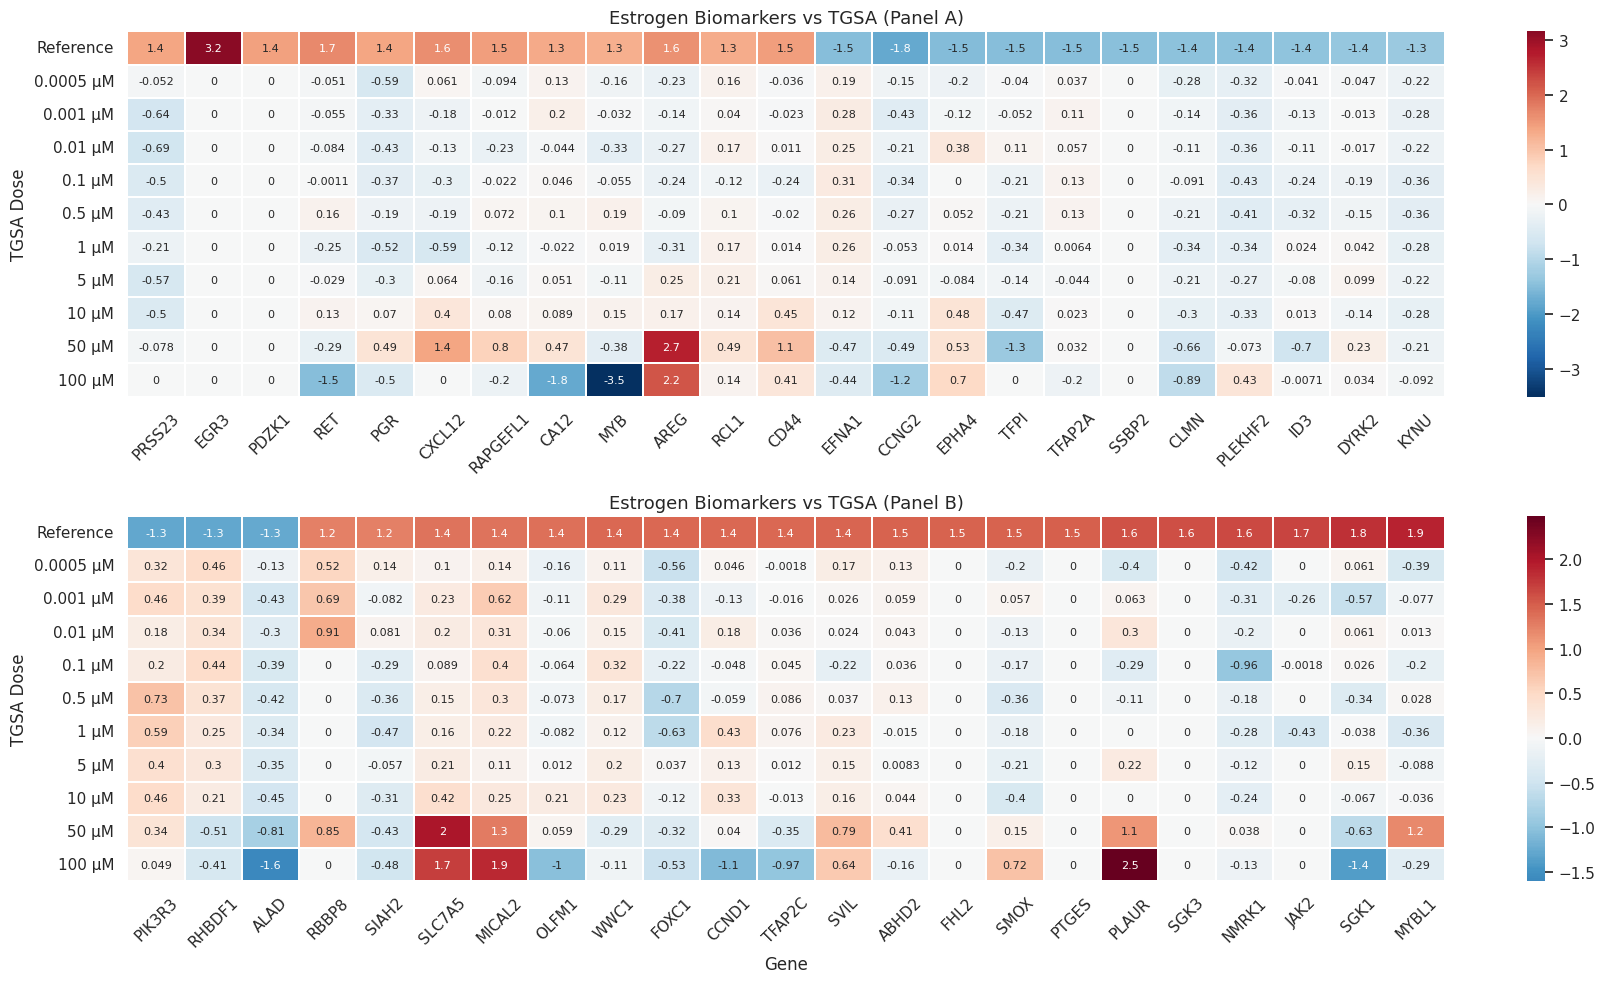 Estrogen Biomarkers vs TGSA (Panel A)
Reference 1.4 3.2 1.4 1.7 1.4 1.6 1.5 1.3 1.3 1.6 1.3 1.5 -1.5 -1.8 -1.5 -1.5 -1.5 -1.5 -1.4 -1.4 -1.4 -1.4 -1.3
0.0005 µM -0.052 0 0 -0.051 -0.59 0.061 -0.094 0.13 -0.16 -0.23 0.16 -0.036 0.19 -0.15 -0.2 -0.04 0.037 0 -0.28 -0.32 -0.041 -0.047 -0.22
0.001 µM -0.64 0 0 -0.055 -0.33 -0.18 -0.012 0.2 -0.032 -0.14 0.04 -0.023 0.28 -0.43 -0.12 -0.052 0.11 0 -0.14 -0.36 -0.13 -0.013 -0.28
0.01 µM -0.69 0 0 -0.084 -0.43 -0.13 -0.23 -0.044 -0.33 -0.27 0.17 0.011 0.25 -0.21 0.38 0.11 0.057 0 -0.11 -0.36 -0.11 -0.017 -0.22
0.1 µM -0.5 0 0 -0.0011 -0.37 -0.3 -0.022 0.046 -0.055 -0.24 -0.12 -0.24 0.31 -0.34 0 -0.21 0.13 0 -0.091 -0.43 -0.24 -0.19 -0.36
0.5 µM -0.43 0 0 0.16 -0.19 -0.19 0.072 0.1 0.19 -0.09 0.1 -0.02 0.26 -0.27 0.052 -0.21 0.13 0 -0.21 -0.41 -0.32 -0.15 -0.36
1 µM -0.21 0 0 -0.25 -0.52 -0.59 -0.12 -0.022 0.019 -0.31 0.17 0.014 0.26 -0.053 0.014 -0.34 0.0064 0 -0.34 -0.34 0.024 0.042 -0.28
5 µM -0.57 0 0 -0.029 -0.3 0.064 -0.16 0.051 -0.11 0.25 0.21 0.061 0.14 -0.091 -0.084 -0.14 -0.044 0 -0.21 -0.27 -0.08 0.099 -0.22
10 µM -0.5 0 0 0.13 0.07 0.4 0.08 0.089 0.15 0.17 0.14 0.45 0.12 -0.11 0.48 -0.47 0.023 0 -0.3 -0.33 0.013 -0.14 -0.28
50 µM -0.078 0 0 -0.29 0.49 1.4 0.8 0.47 -0.38 2.7 0.49 1.1 -0.47 -0.49 0.53 -1.3 0.032 0 -0.66 -0.073 -0.7 0.23 -0.21
100 µM 0 0 0 -1.5 -0.5 0 -0.2 -1.8 -3.5 2.2 0.14 0.41 -0.44 -1.2 0.7 0 -0.2 0 -0.89 0.43 -0.0071 0.034 -0.092
TGSA Dose
PRSS23 EGR3 PDZK1 RET PGR CXCL12 RAPGEFL1 CA12 MYB AREG RCL1 CD44 EFNA1 CCNG2 EPHA4 TFPI TFAP2A SSBP2 CLMN PLEKHF2 ID3 DYRK2 KYNU
3
2
1
0
−1
−2
−3
Estrogen Biomarkers vs TGSA (Panel B)
Reference -1.3 -1.3 -1.3 1.2 1.2 1.4 1.4 1.4 1.4 1.4 1.4 1.4 1.4 1.5 1.5 1.5 1.5 1.6 1.6 1.6 1.7 1.8 1.9
0.0005 µM 0.32 0.46 -0.13 0.52 0.14 0.1 0.14 -0.16 0.11 -0.56 0.046 -0.0018 0.17 0.13 0 -0.2 0 -0.4 0 -0.42 0 0.061 -0.39
0.001 µM 0.46 0.39 -0.43 0.69 -0.082 0.23 0.62 -0.11 0.29 -0.38 -0.13 -0.016 0.026 0.059 0 0.057 0 0.063 0 -0.31 -0.26 -0.57 -0.077
0.01 µM 0.18 0.34 -0.3 0.91 0.081 0.2 0.31 -0.06 0.15 -0.41 0.18 0.036 0.024 0.043 0 -0.13 0 0.3 0 -0.2 0 0.061 0.013
0.1 µM 0.2 0.44 -0.39 0 -0.29 0.089 0.4 -0.064 0.32 -0.22 -0.048 0.045 -0.22 0.036 0 -0.17 0 -0.29 0 -0.96 -0.0018 0.026 -0.2
0.5 µM 0.73 0.37 -0.42 0 -0.36 0.15 0.3 -0.073 0.17 -0.7 -0.059 0.086 0.037 0.13 0 -0.36 0 -0.11 0 -0.18 0 -0.34 0.028
1 µM 0.59 0.25 -0.34 0 -0.47 0.16 0.22 -0.082 0.12 -0.63 0.43 0.076 0.23 -0.015 0 -0.18 0 0 0 -0.28 -0.43 -0.038 -0.36
5 µM 0.4 0.3 -0.35 0 -0.057 0.21 0.11 0.012 0.2 0.037 0.13 0.012 0.15 0.0083 0 -0.21 0 0.22 0 -0.12 0 0.15 -0.088
10 µM 0.46 0.21 -0.45 0 -0.31 0.42 0.25 0.21 0.23 -0.12 0.33 -0.013 0.16 0.044 0 -0.4 0 0 0 -0.24 0 -0.067 -0.036
50 µM 0.34 -0.51 -0.81 0.85 -0.43 2 1.3 0.059 -0.29 -0.32 0.04 -0.35 0.79 0.41 0 0.15 0 1.1 0 0.038 0 -0.63 1.2
100 µM 0.049 -0.41 -1.6 0 -0.48 1.7 1.9 -1 -0.11 -0.53 -1.1 -0.97 0.64 -0.16 0 0.72 0 2.5 0 -0.13 0 -1.4 -0.29
TGSA Dose
PIK3R3 RHBDF1 ALAD RBBP8 SIAH2 SLC7A5 MICAL2 OLFM1 WWC1 FOXC1 CCND1 TFAP2C SVIL ABHD2 FHL2 SMOX PTGES PLAUR SGK3 NMRK1 JAK2 SGK1 MYBL1
Gene
2.0
1.5
1.0
0.5
0.0
−0.5
−1.0
−1.5